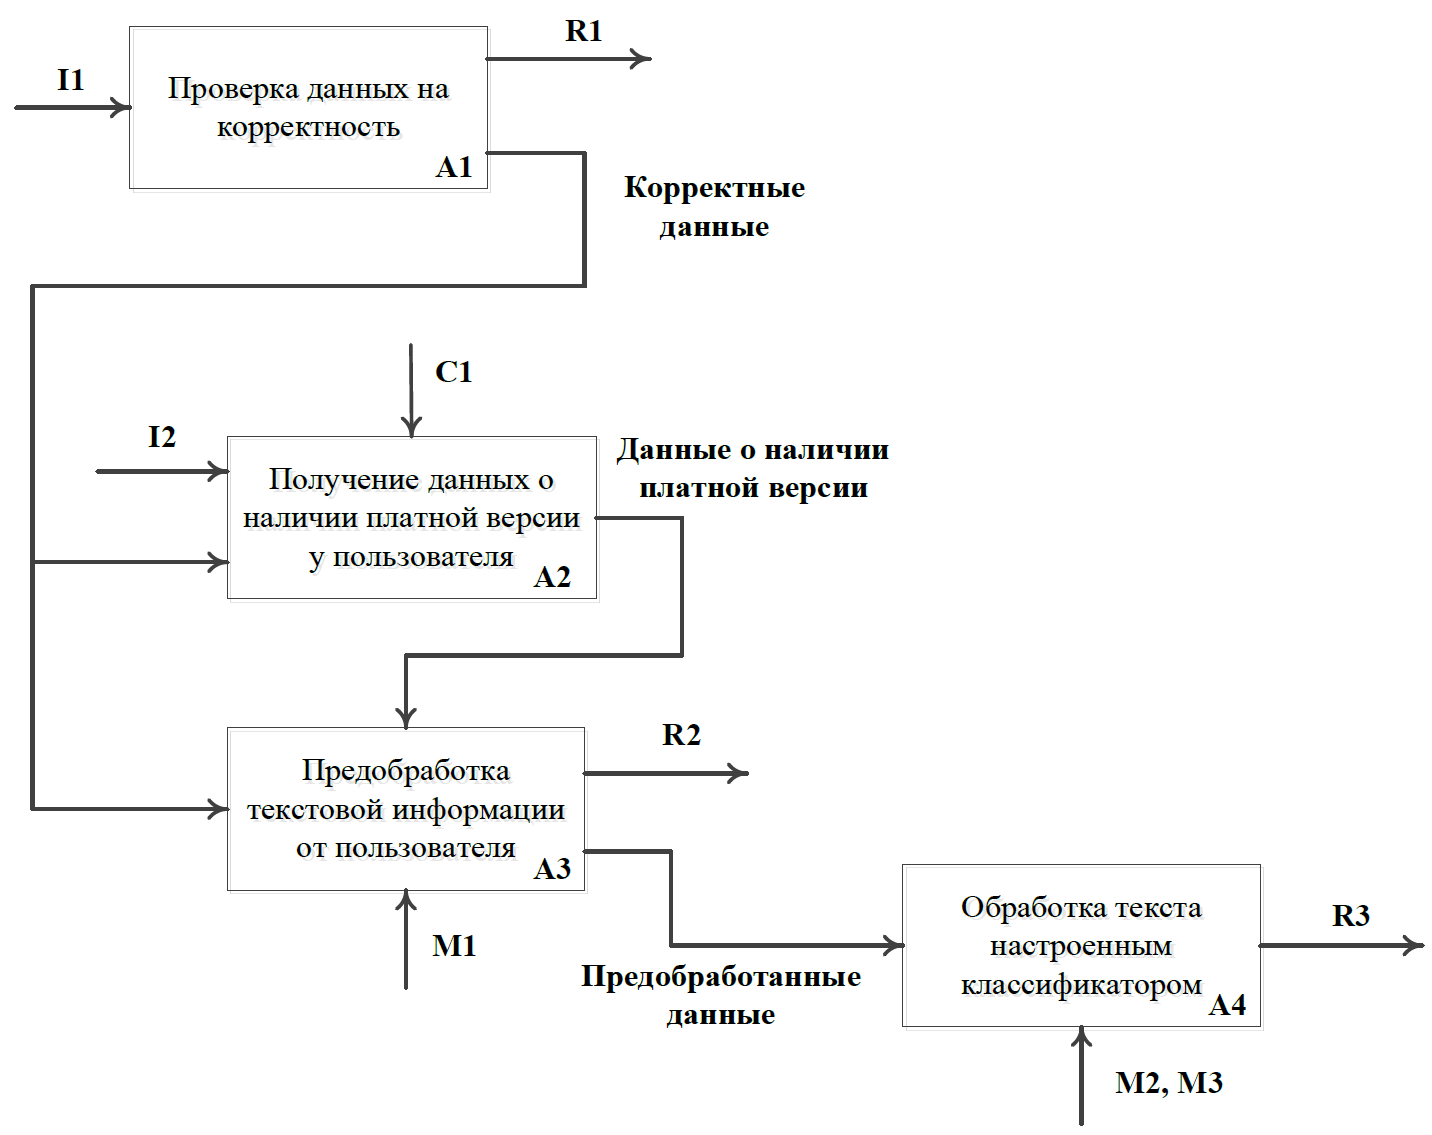 R1
I1
Проверка данных на
корректность
A1
Корректные
данные
C1
I2
Получение данных о
наличии платной версии
у пользователя
A2
Данные о наличии
платной версии
R2
Предобработка
текстовой информации
от пользователя
A3
M1
Предобработанные
данные
Обработка текста
настроенным
классификатором
A4
R3
M2, M3